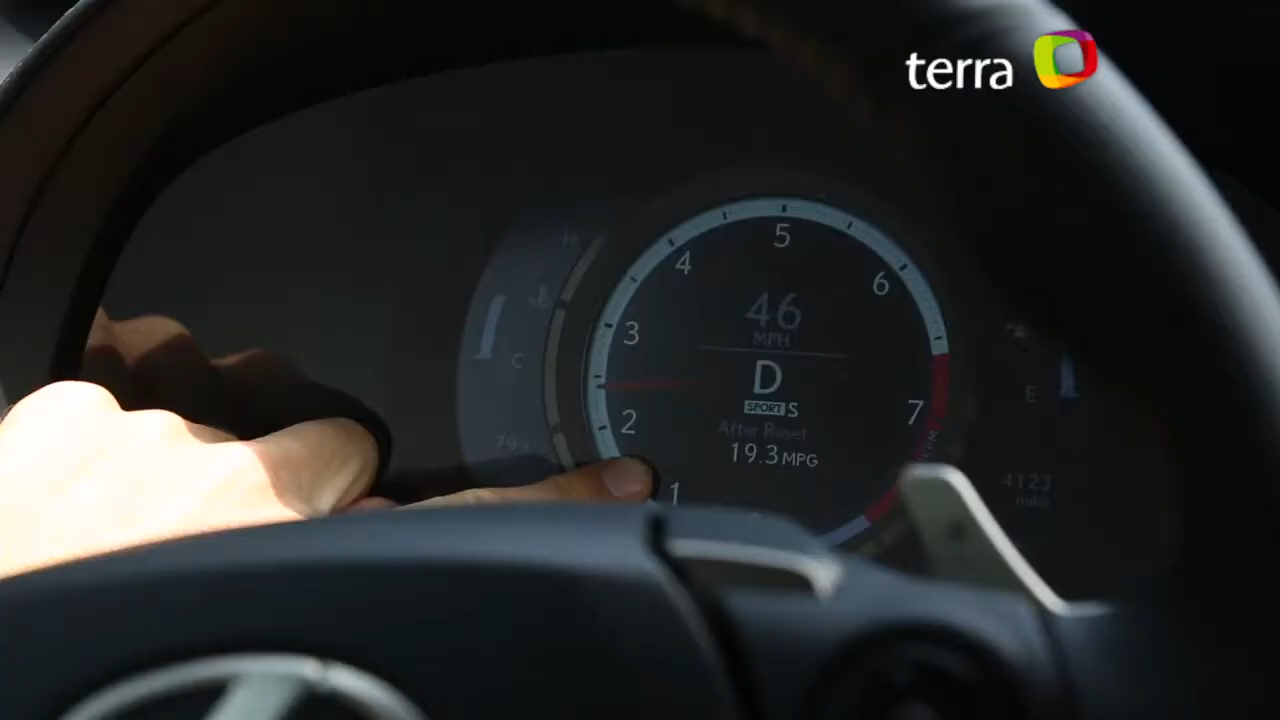 terra
H
5
4
6
46
3
MPH
C
D
E
SPORT S
7
2
After Reset
19.3 MPG
4123
miles
1